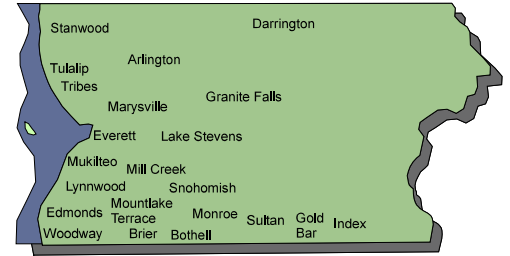 Darrington
Stanwood
Arlington
Tulalip
Tribes
Granite Falls
Marysville
Everett
Lake Stevens
Mukilteo
Mill Creek
Lynnwood
Snohomish
Mountlake
Terrace
Edmonds
Monroe
Sultan
Gold
Bar
Index
Woodway
Brier
Bothell